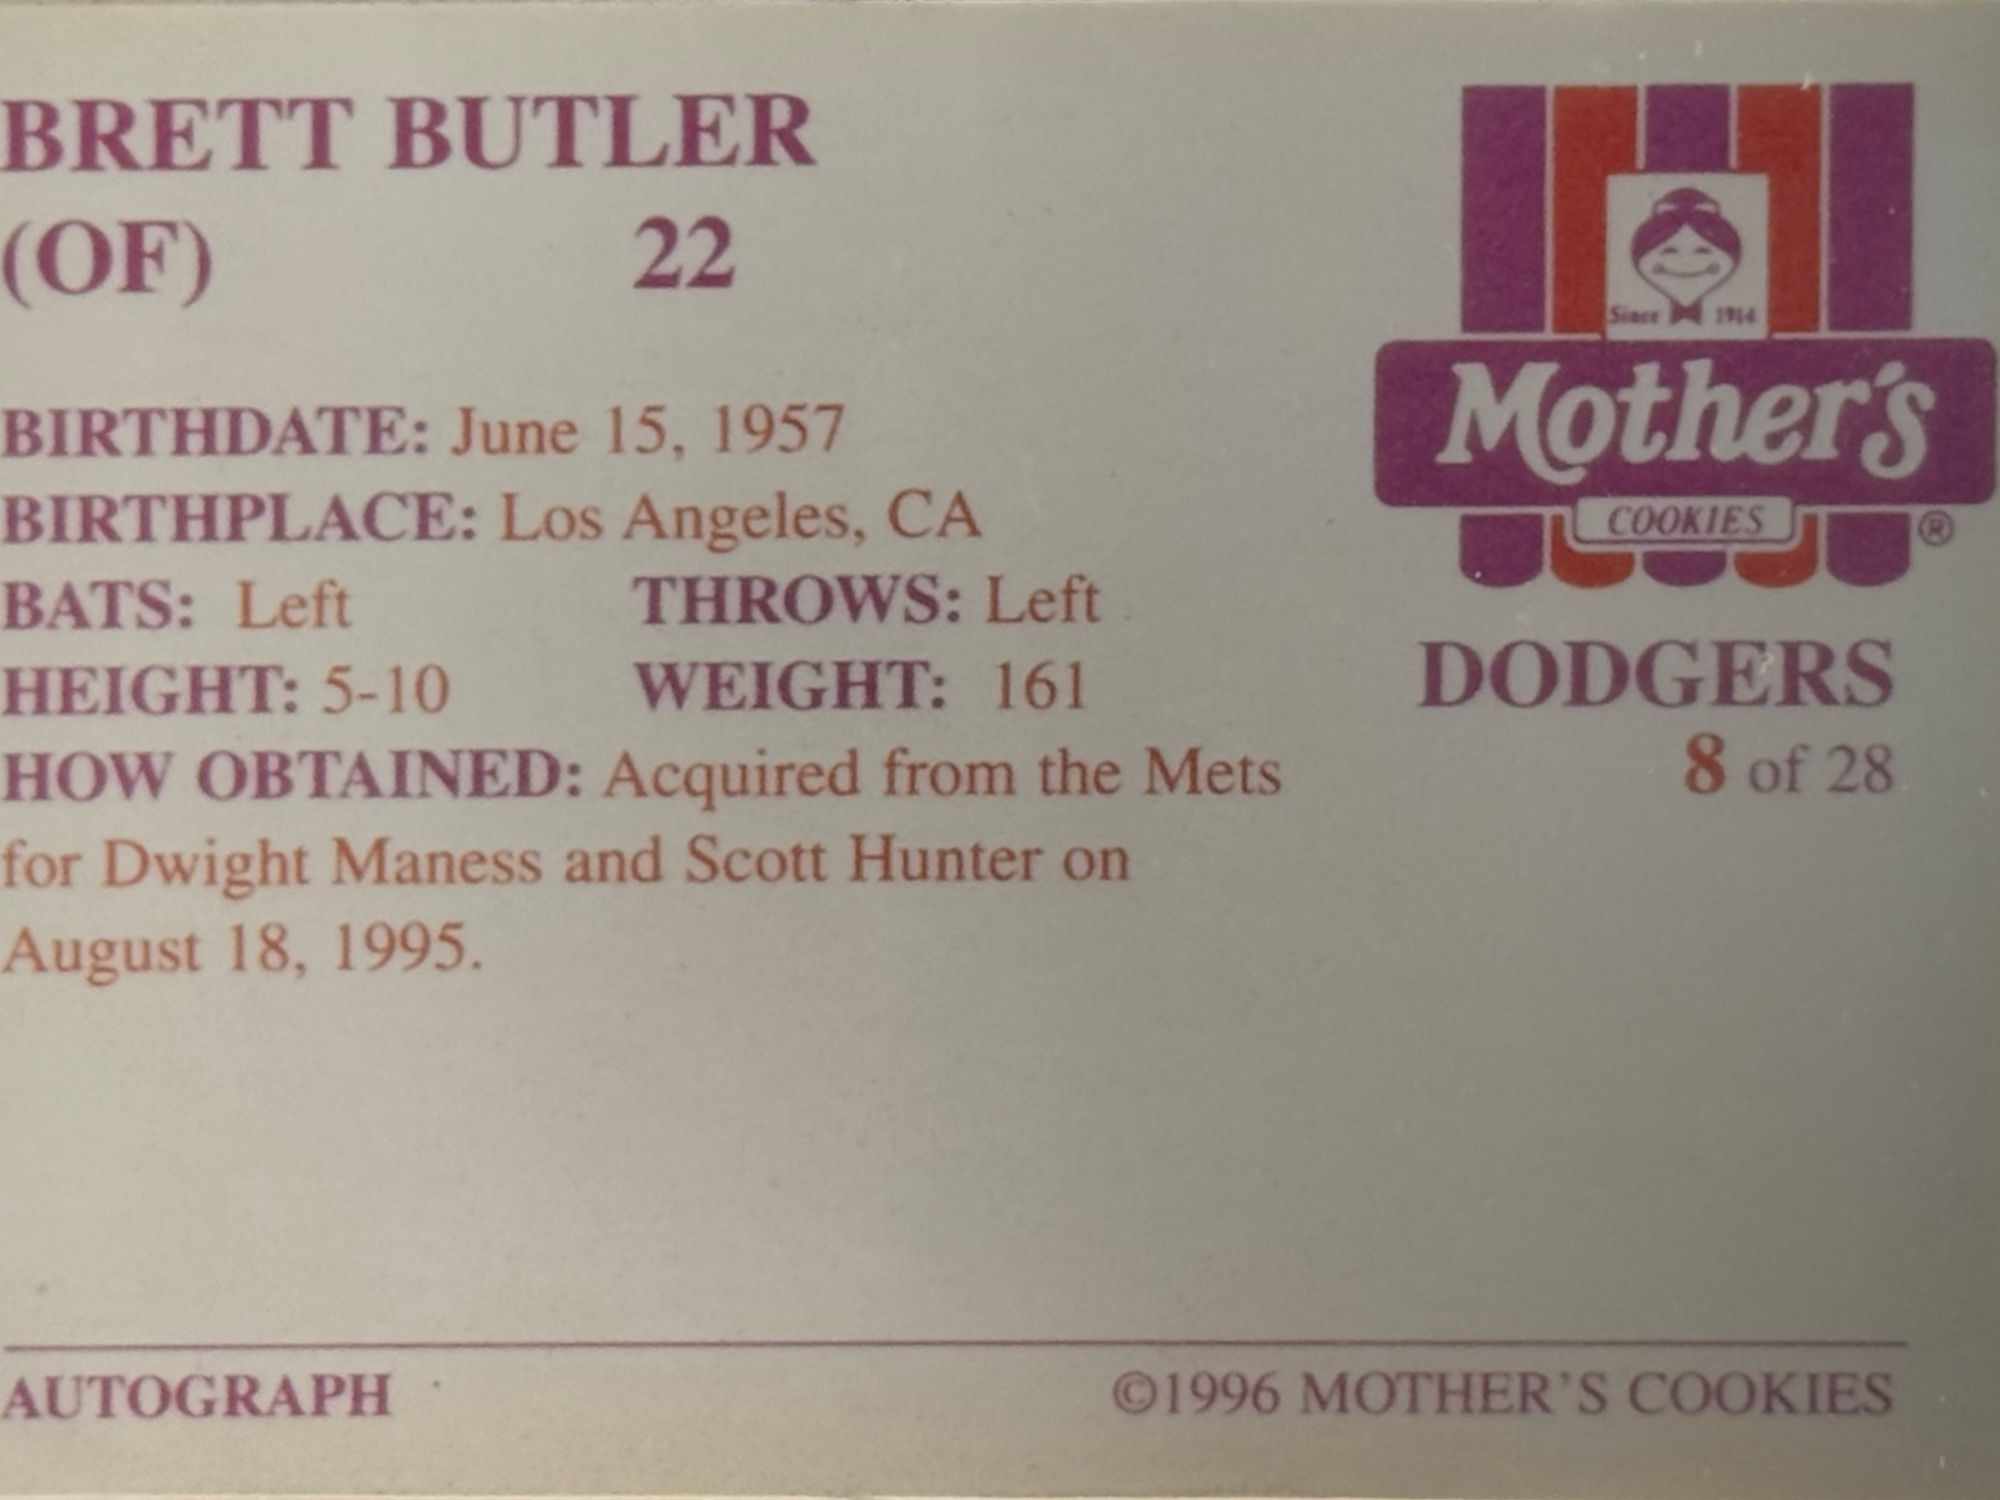 BRETT BUTLER
(OF) 22
BIRTHDATE: June 15, 1957
BIRTHPLACE: Los Angeles, CA
BATS: Left THROWS: Left
HEIGHT: 5-10 WEIGHT: 161
HOW OBTAINED: Acquired from the Mets
for Dwight Maness and Scott Hunter on
August 18, 1995.
Since 1914
Mother's
COOKIES ®
DODGERS
8 of 28
AUTOGRAPH ©1996 MOTHER'S COOKIES